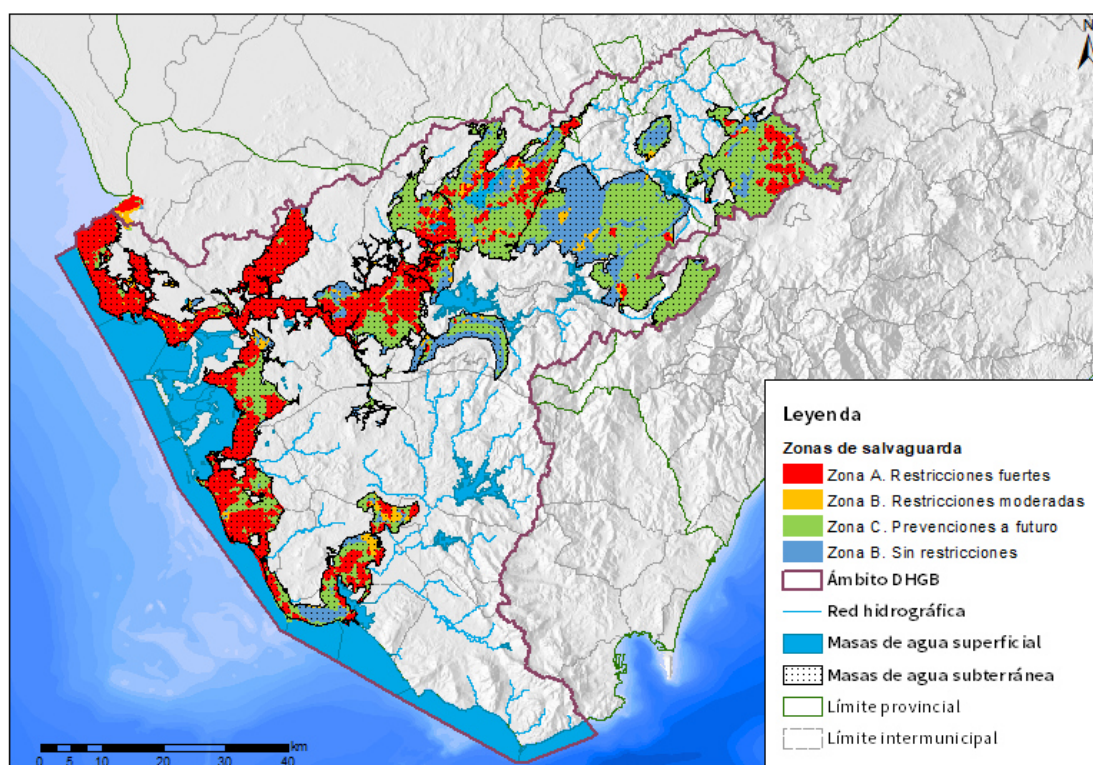 N
Leyenda
Zonas de salvaguarda
Zona A. Restricciones fuertes
Zona B. Restricciones moderadas
Zona C. Prevenciones a futuro
Zona B. Sin restricciones
Ámbito DHGB
Red hidrográfica
Masas de agua superficial
Masas de agua subterránea
Límite provincial
Límite intermunicipal
km
0 5 10 20 30 40